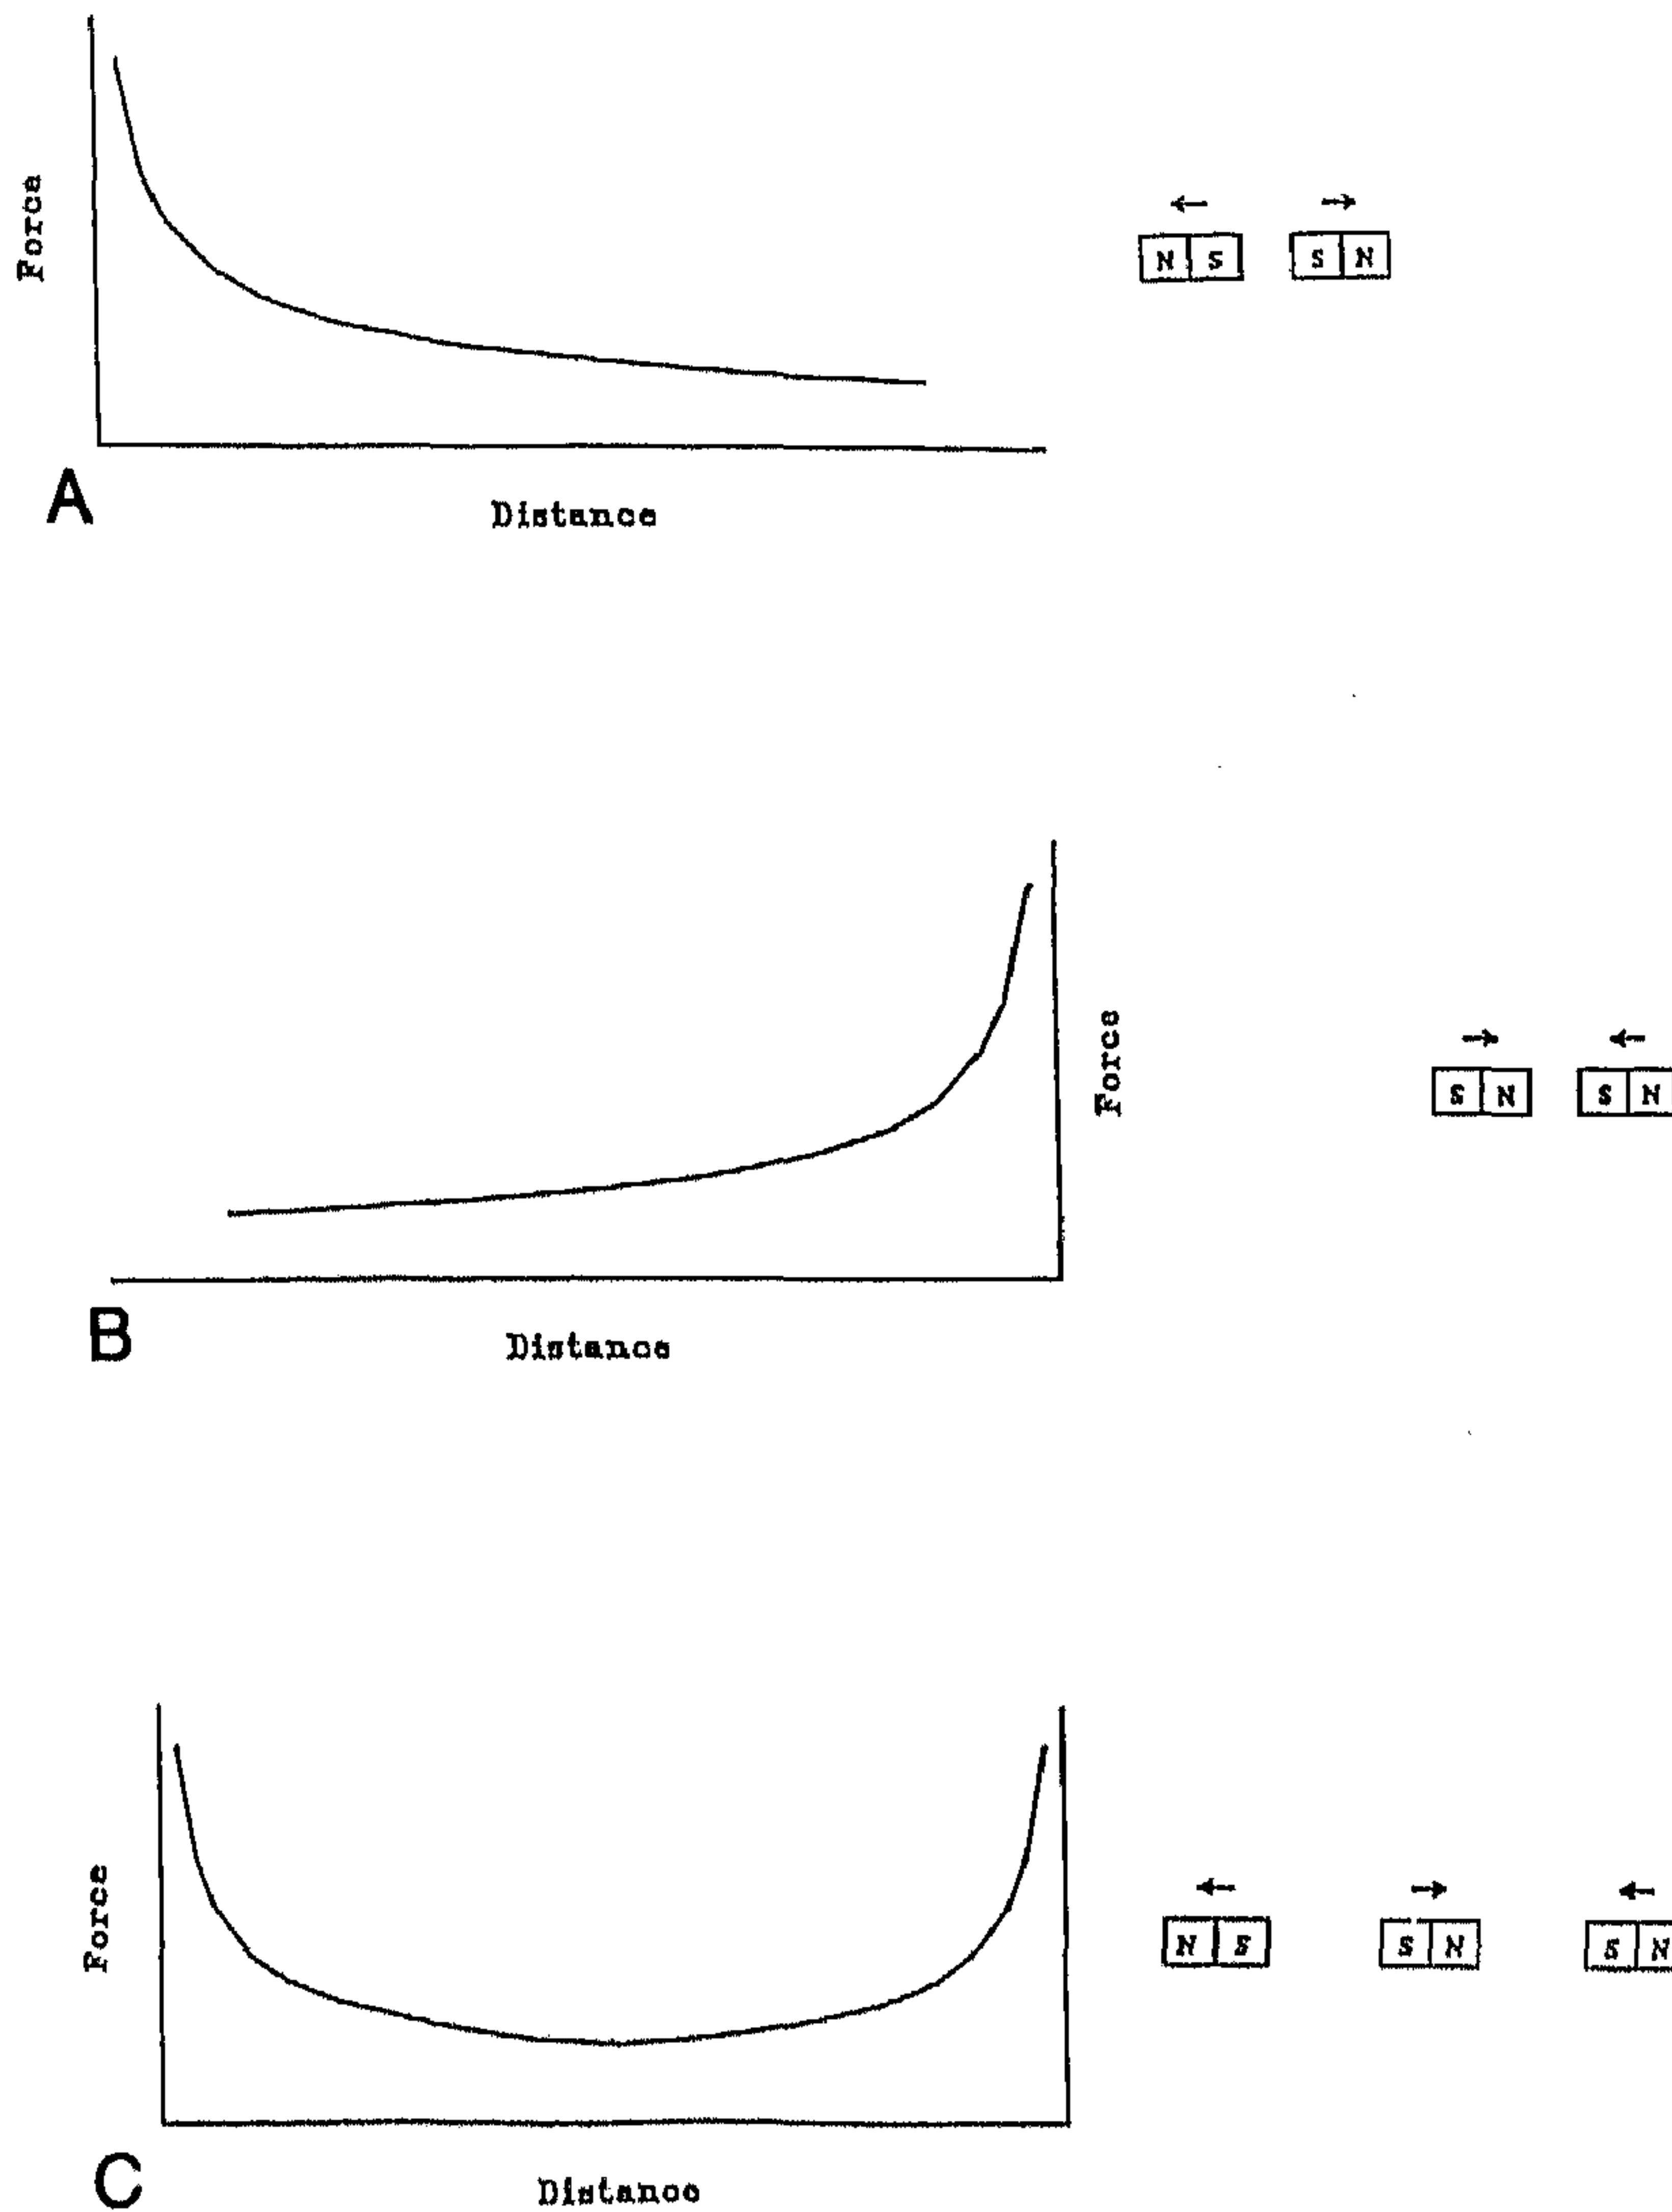 Force
N S S N
A
Distance
Force
S N S N
B
Distance
Force
N S S N S N
C
Distance